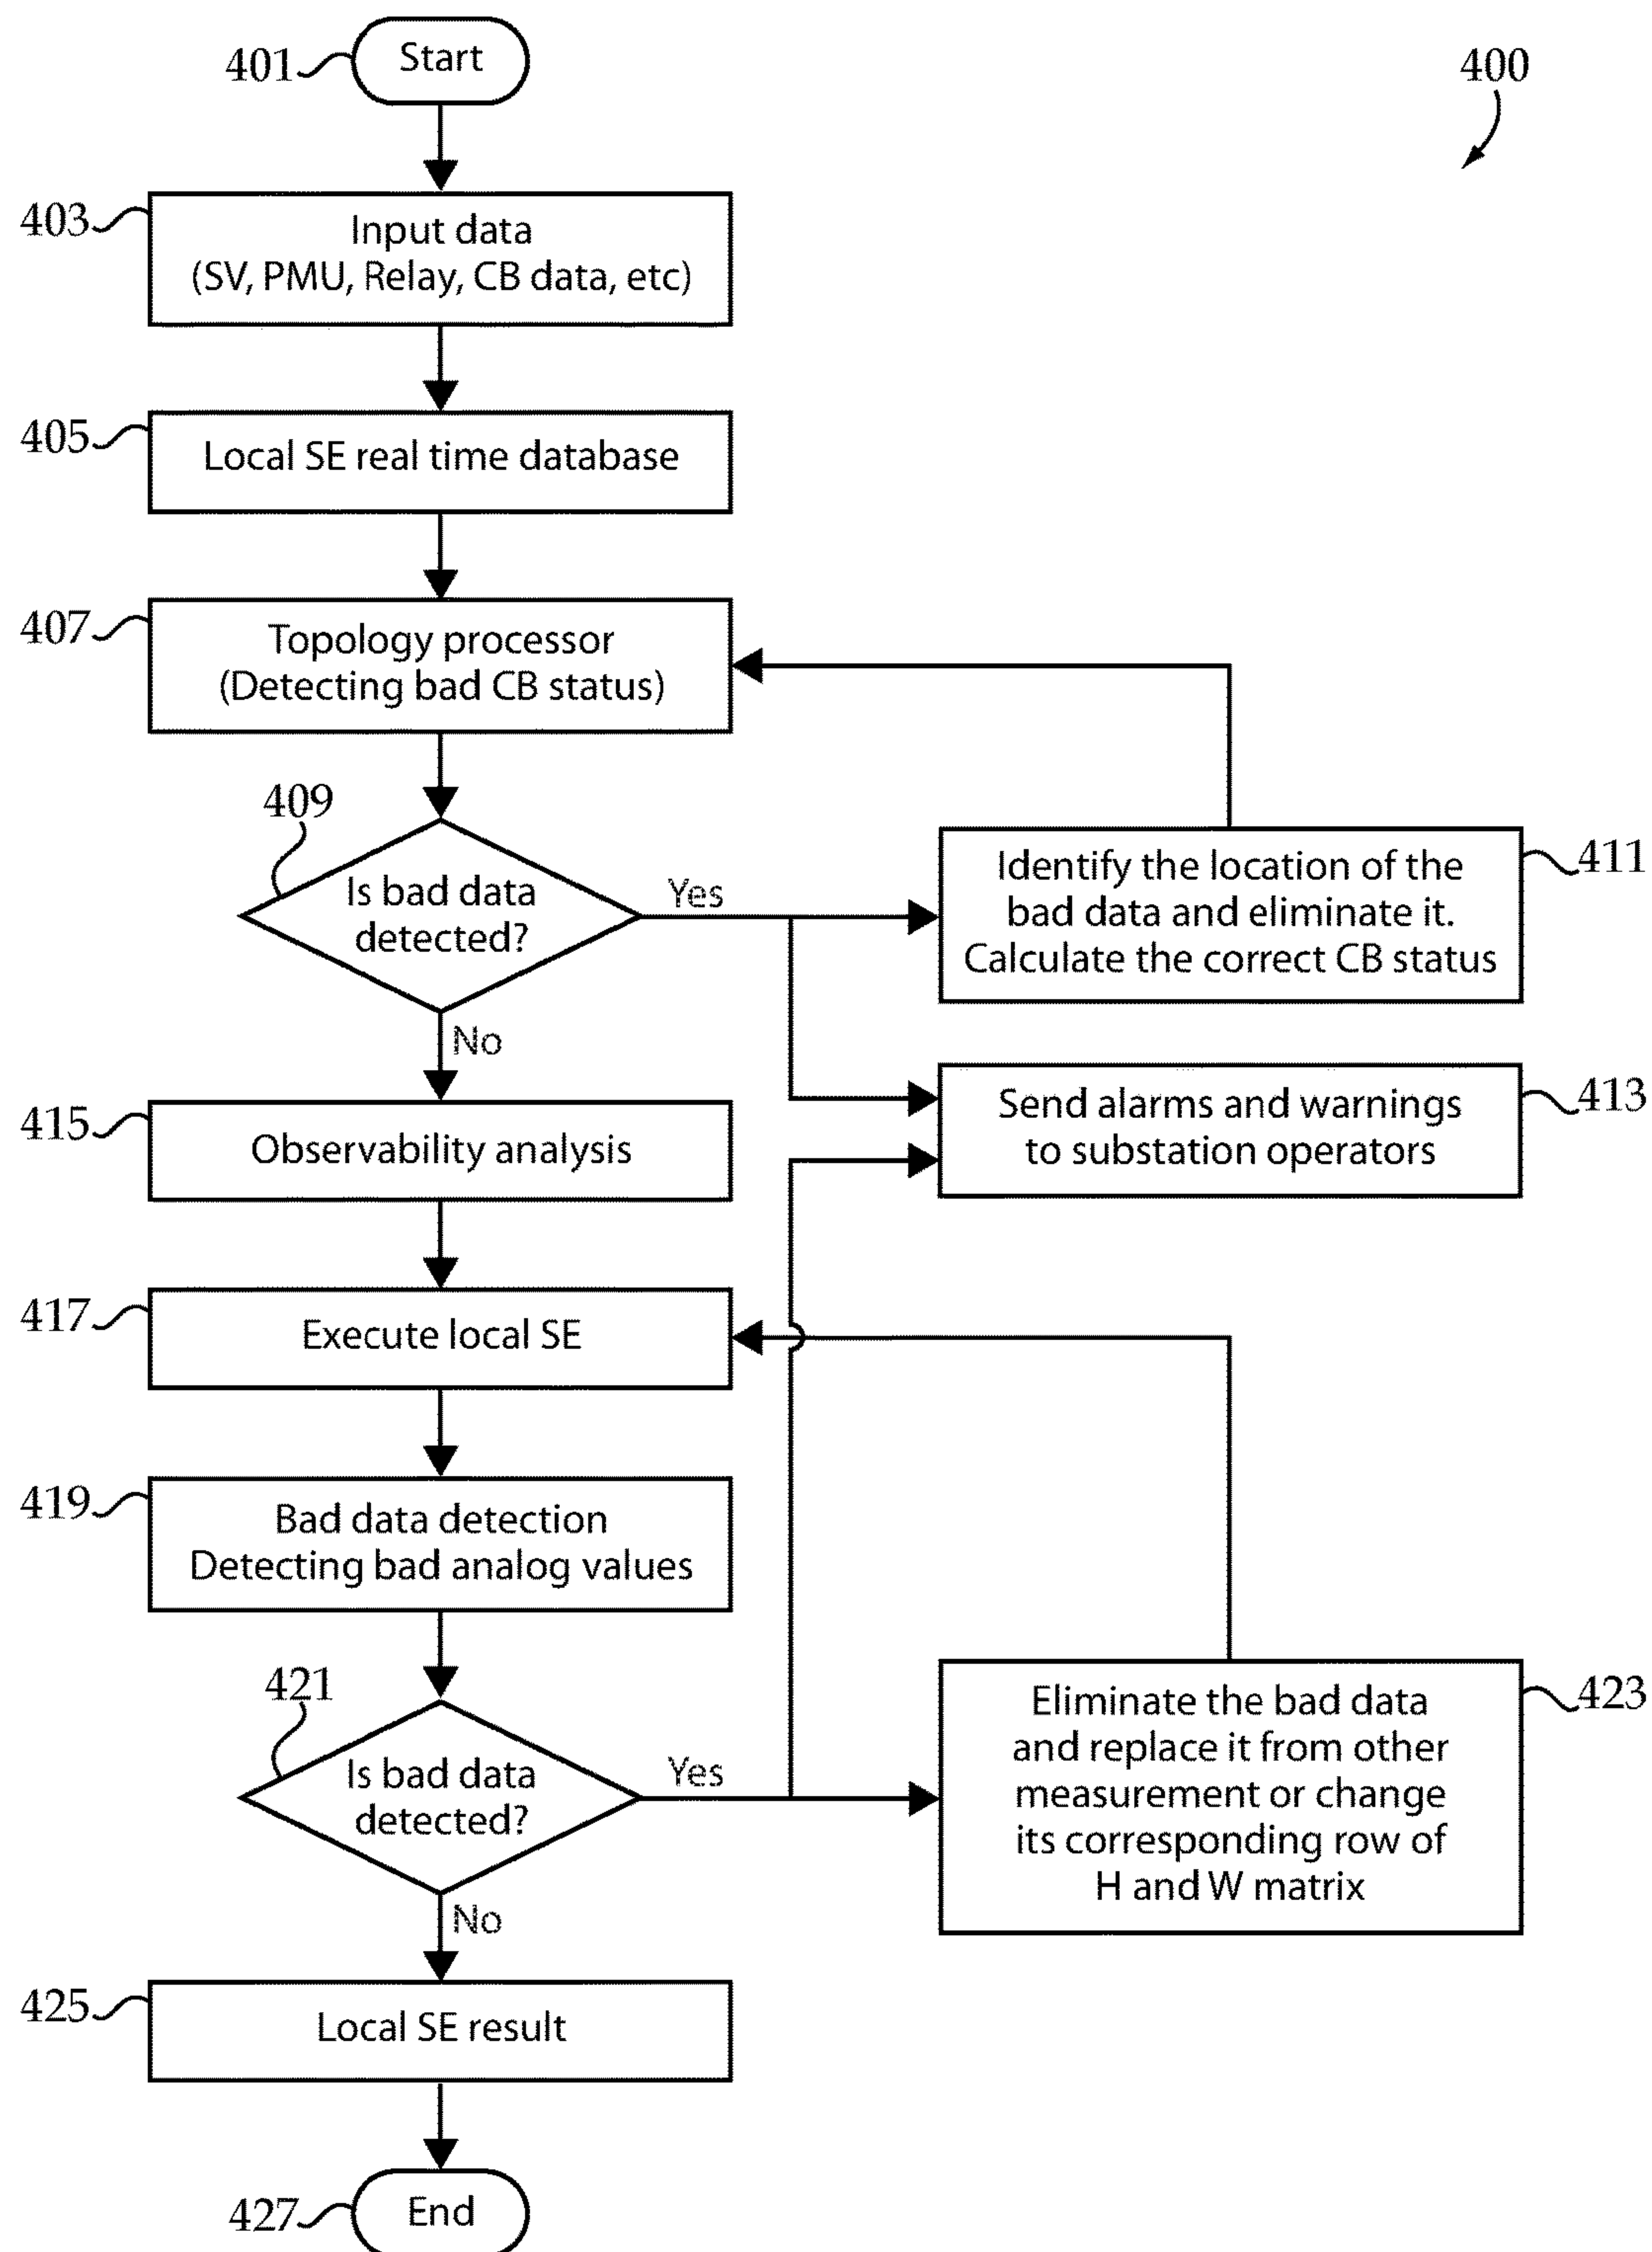 400
401
Start
403
Input data
(SV, PMU, Relay, CB data, etc)
405
Local SE real time database
407
Topology processor
(Detecting bad CB status)
409
Is bad data
detected?
Yes
No
411
Identify the location of the
bad data and eliminate it.
Calculate the correct CB status
413
Send alarms and warnings
to substation operators
415
Observability analysis
417
Execute local SE
419
Bad data detection
Detecting bad analog values
421
Is bad data
detected?
Yes
No
423
Eliminate the bad data
and replace it from other
measurement or change
its corresponding row of
H and W matrix
425
Local SE result
427
End